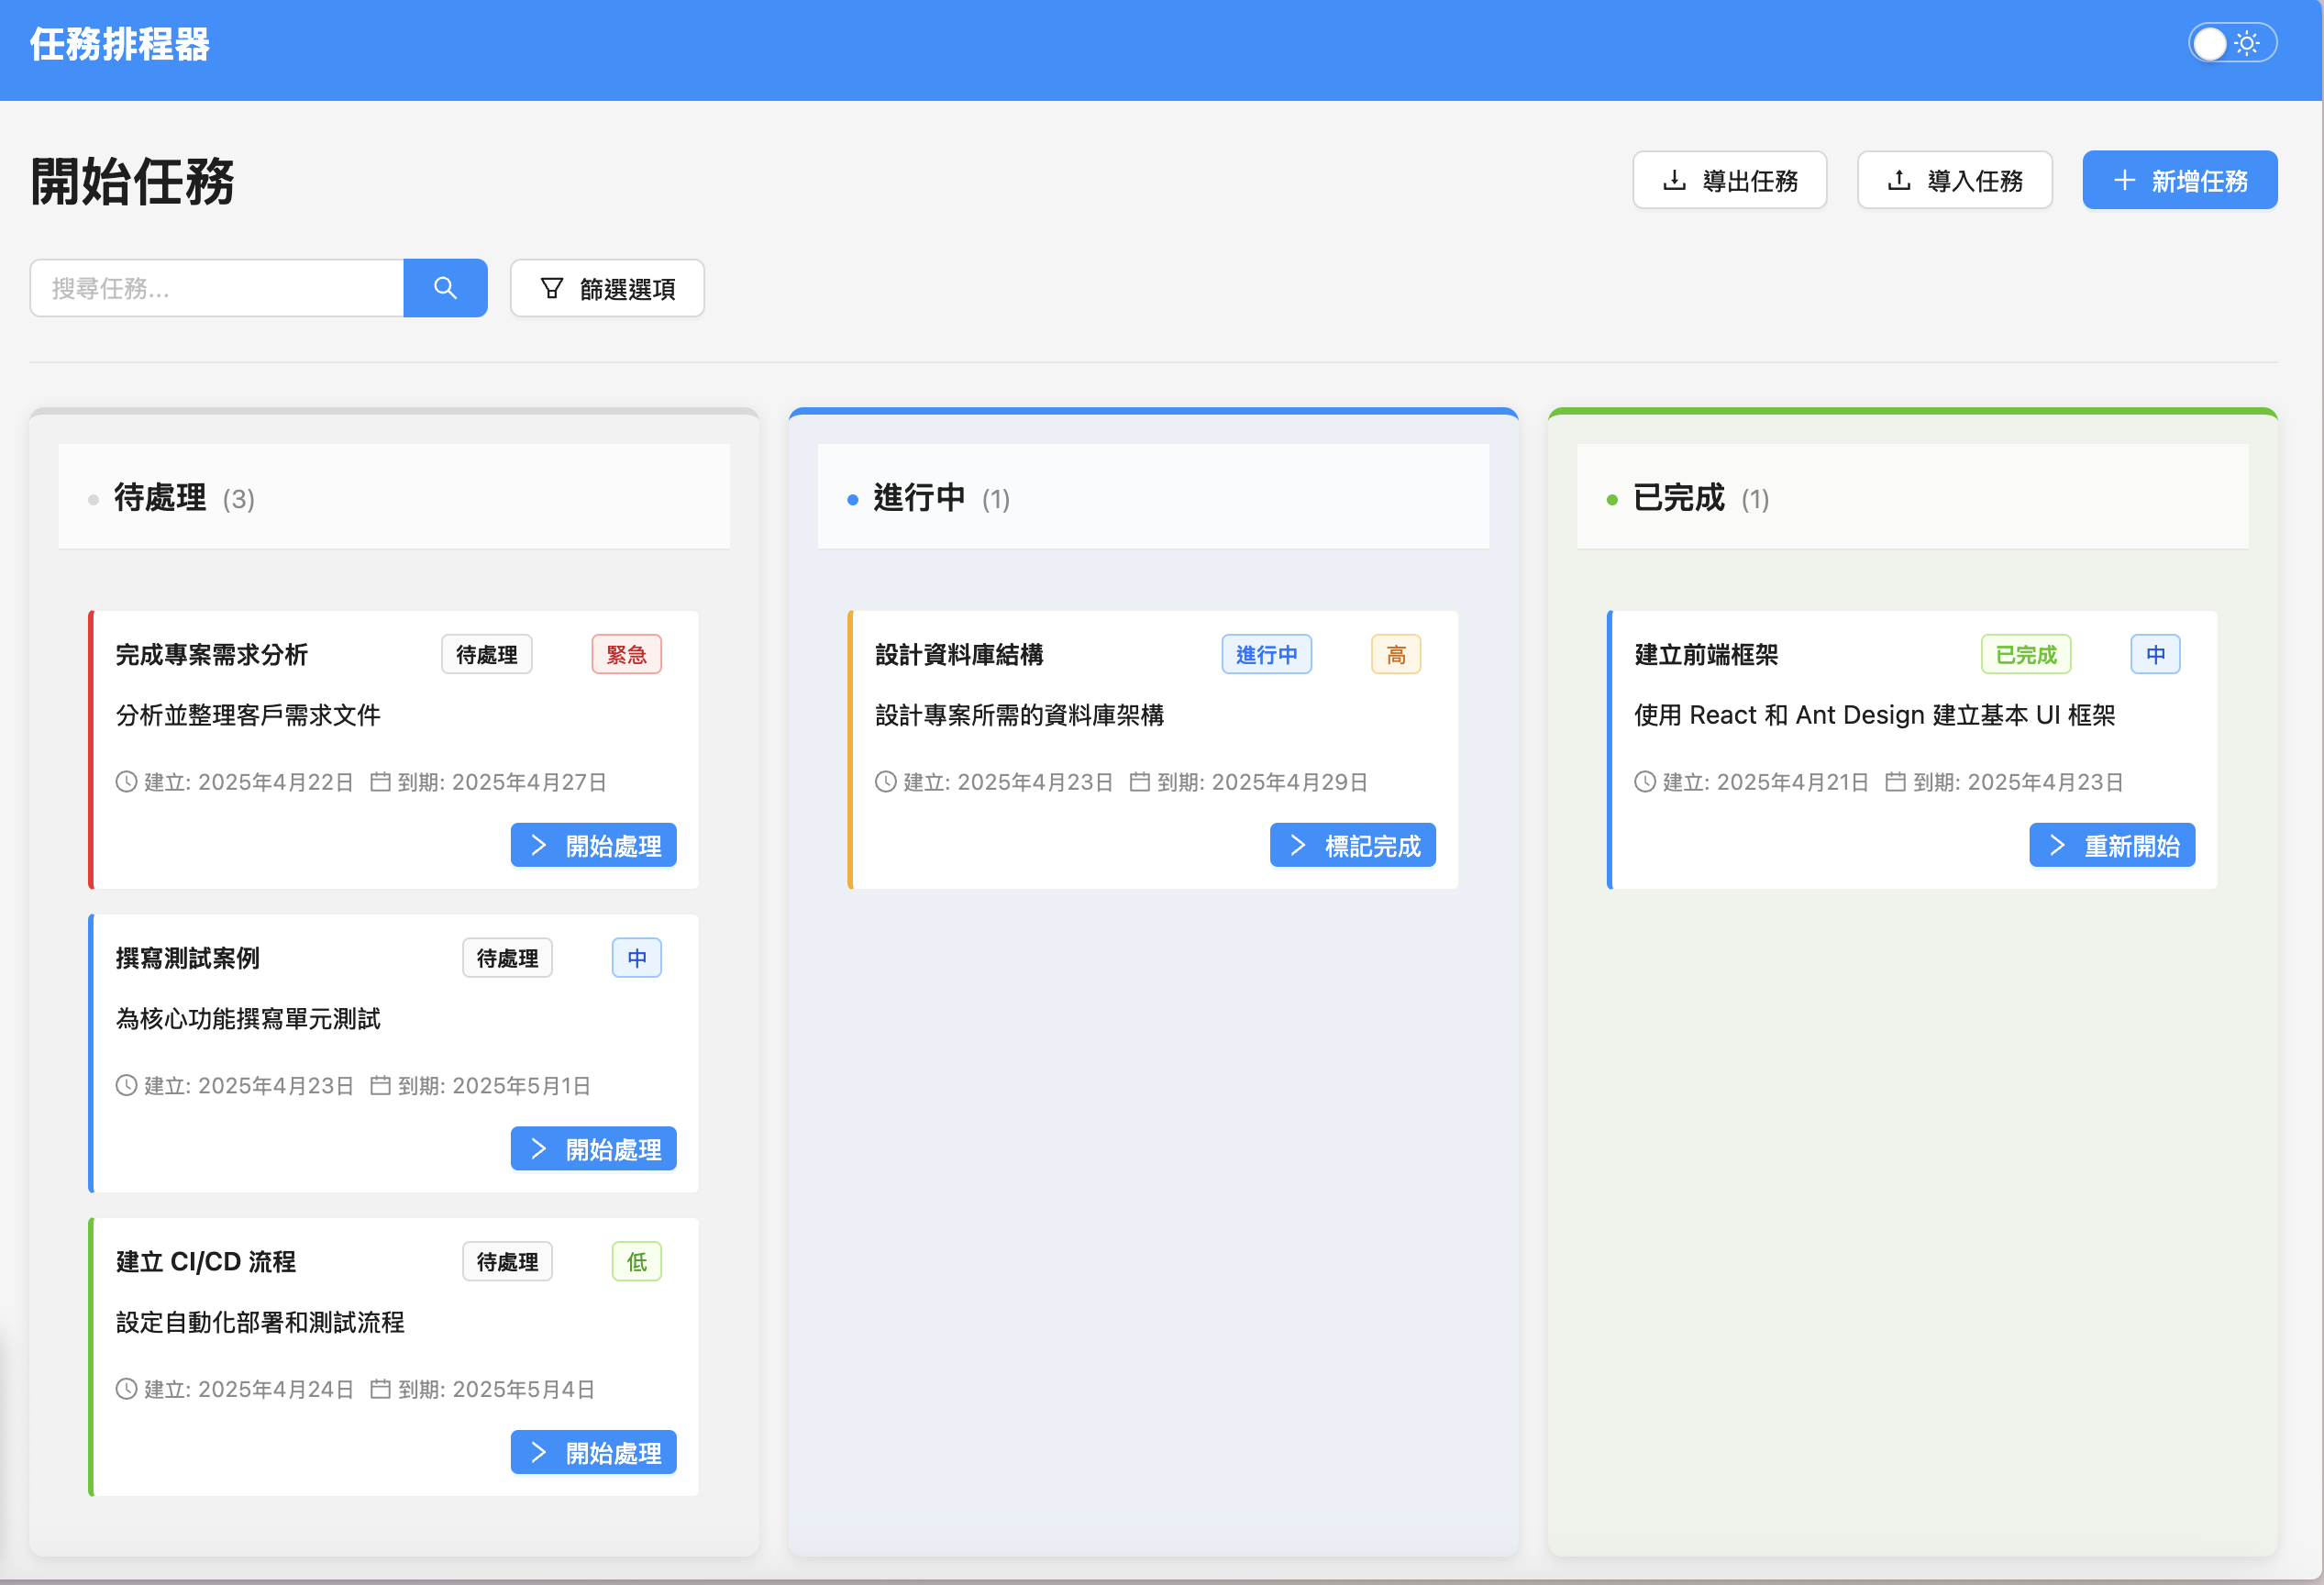 任務排程器
開始任務
導出任務
導入任務
新增任務
搜尋任務...
篩選選項
待處理 (3)
完成專案需求分析 待處理 緊急
分析並整理客戶需求文件
建立: 2025年4月22日 到期: 2025年4月27日
開始處理
撰寫測試案例 待處理 中
為核心功能撰寫單元測試
建立: 2025年4月23日 到期: 2025年5月1日
開始處理
建立 CI/CD 流程 待處理 低
設定自動化部署和測試流程
建立: 2025年4月24日 到期: 2025年5月4日
開始處理
進行中 (1)
設計資料庫結構 進行中 高
設計專案所需的資料庫架構
建立: 2025年4月23日 到期: 2025年4月29日
標記完成
已完成 (1)
建立前端框架 已完成 中
使用 React 和 Ant Design 建立基本 UI 框架
建立: 2025年4月21日 到期: 2025年4月23日
重新開始